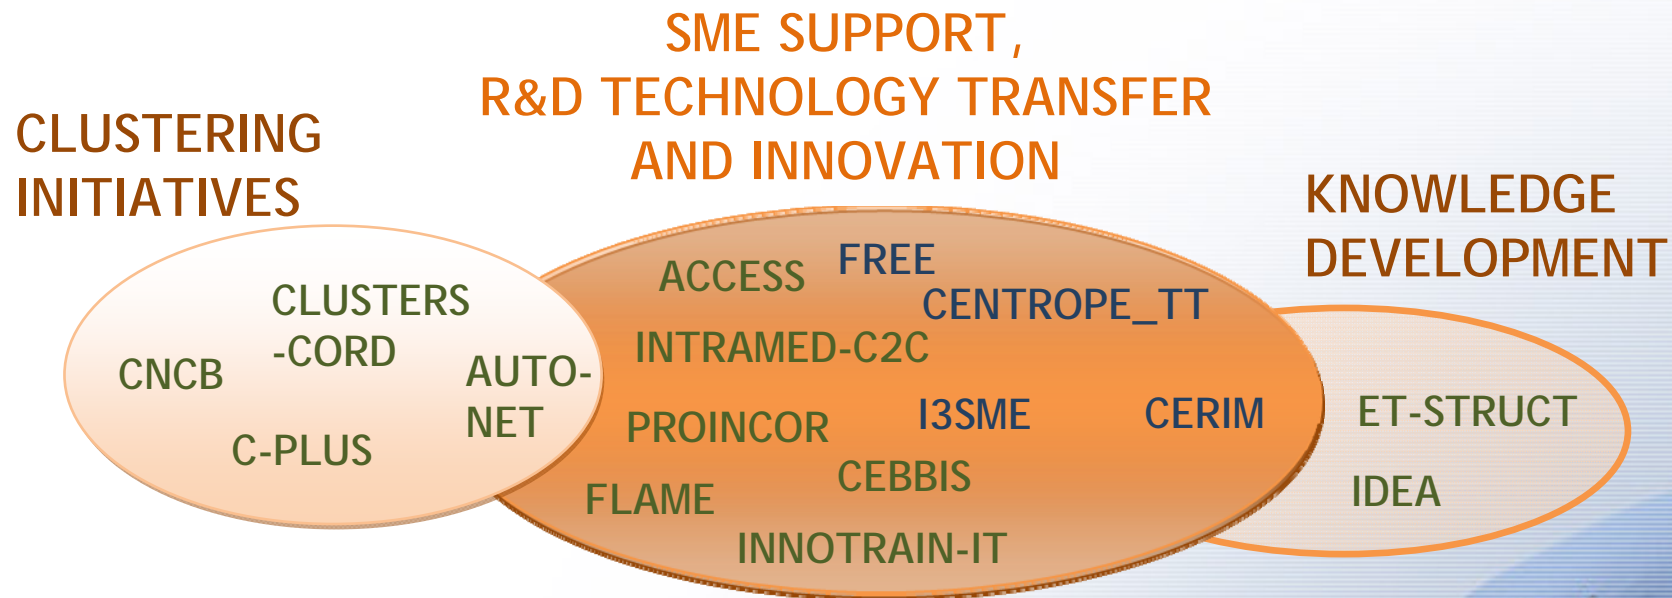 SME SUPPORT,
R&D TECHNOLOGY TRANSFER
AND INNOVATION
CLUSTERING
INITIATIVES
KNOWLEDGE
DEVELOPMENT
CLUSTERS
-CORD
CNCB
AUTO-
NET
C-PLUS
ACCESS
FREE
CENTROPE_TT
INTRAMED-C2C
PROINCOR
I3SME
CERIM
CEBBIS
FLAME
INNOTRAIN-IT
ET-STRUCT
IDEA